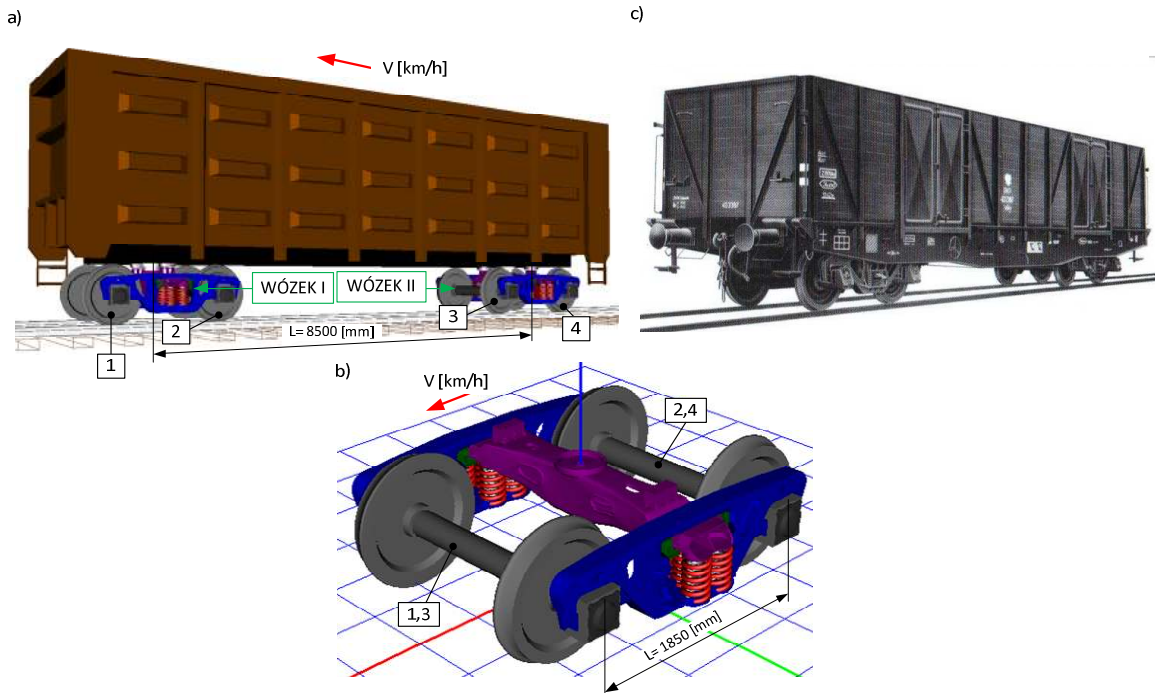 a)
V [km/h]
WÓZEK I
WÓZEK II
1
2
3
4
L= 8500 [mm]
b)
V [km/h]
2,4
1,3
L= 1850 [mm]
c)